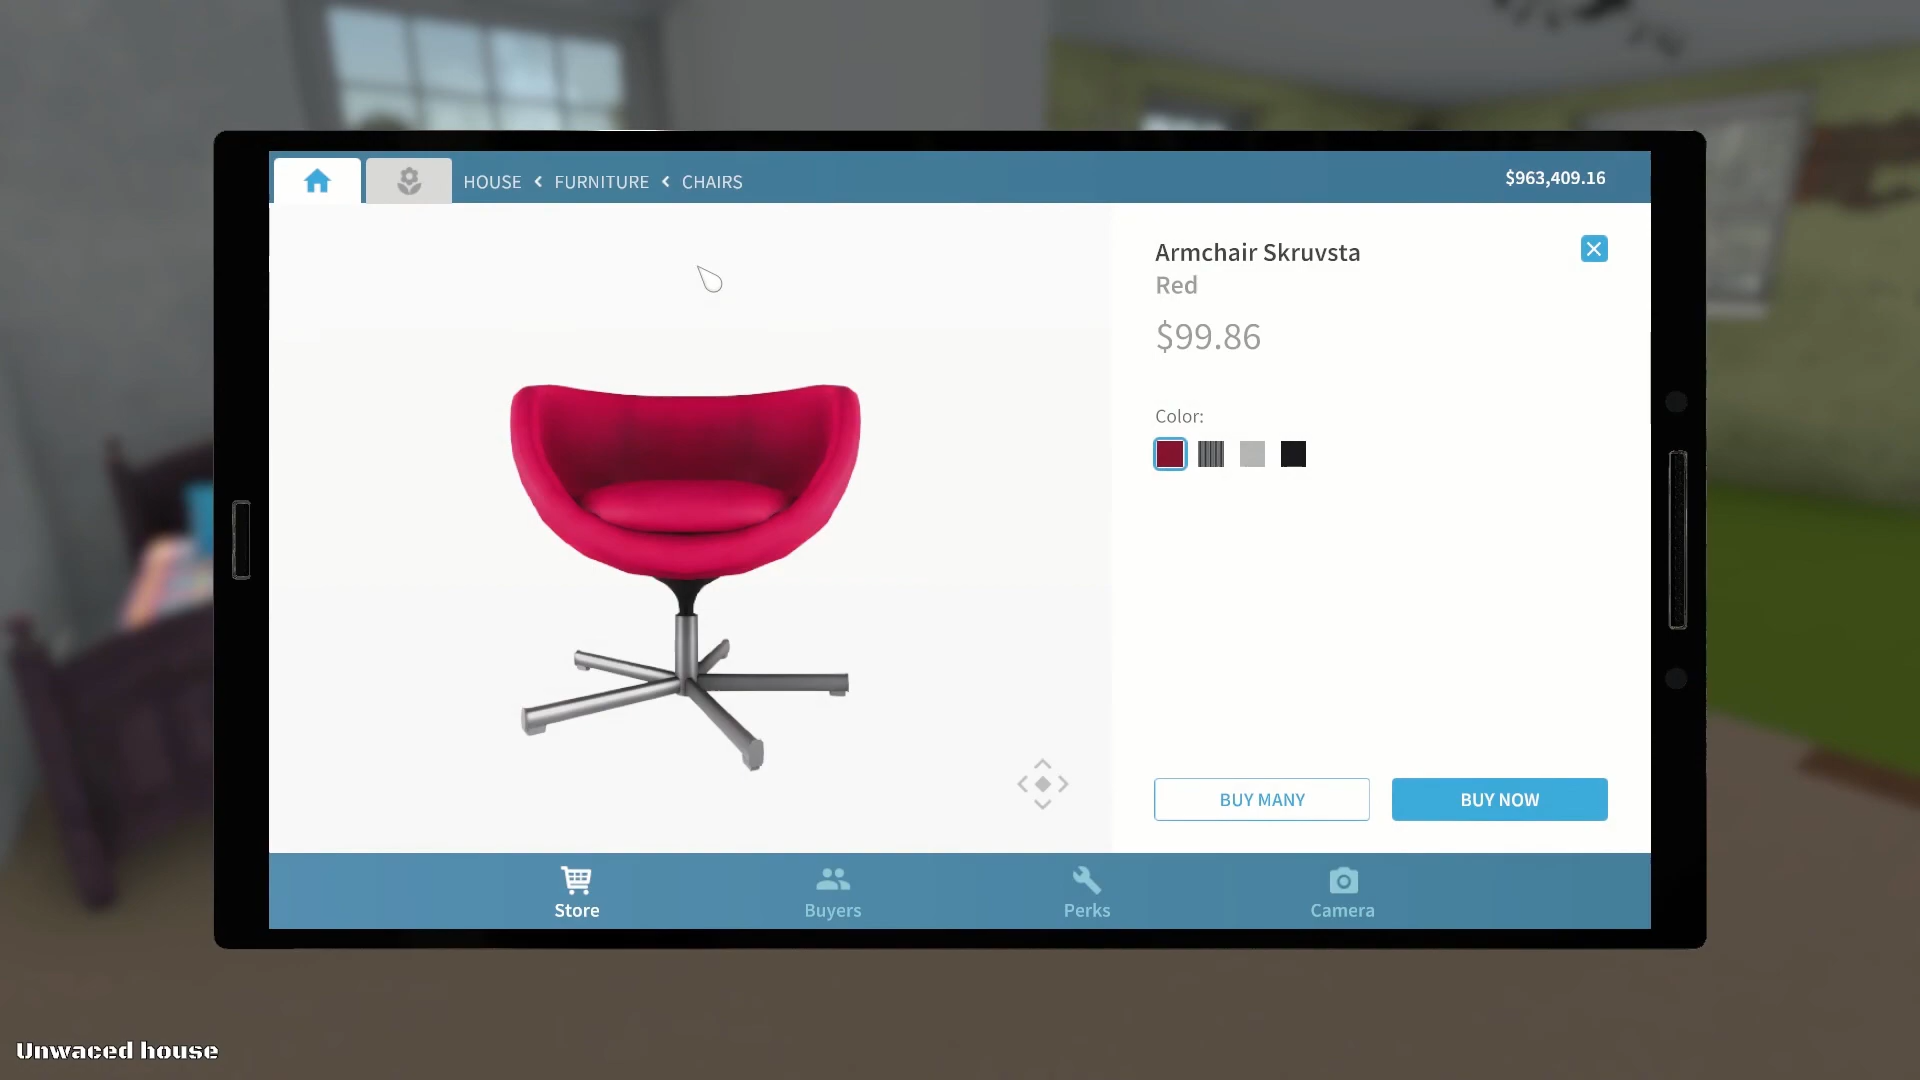 HOUSE < FURNITURE < CHAIRS
$963,409.16
Armchair Skruvsta
Red
$99.86
Color:
BUY MANY
BUY NOW
Store
Buyers
Perks
Camera
Unwaced house